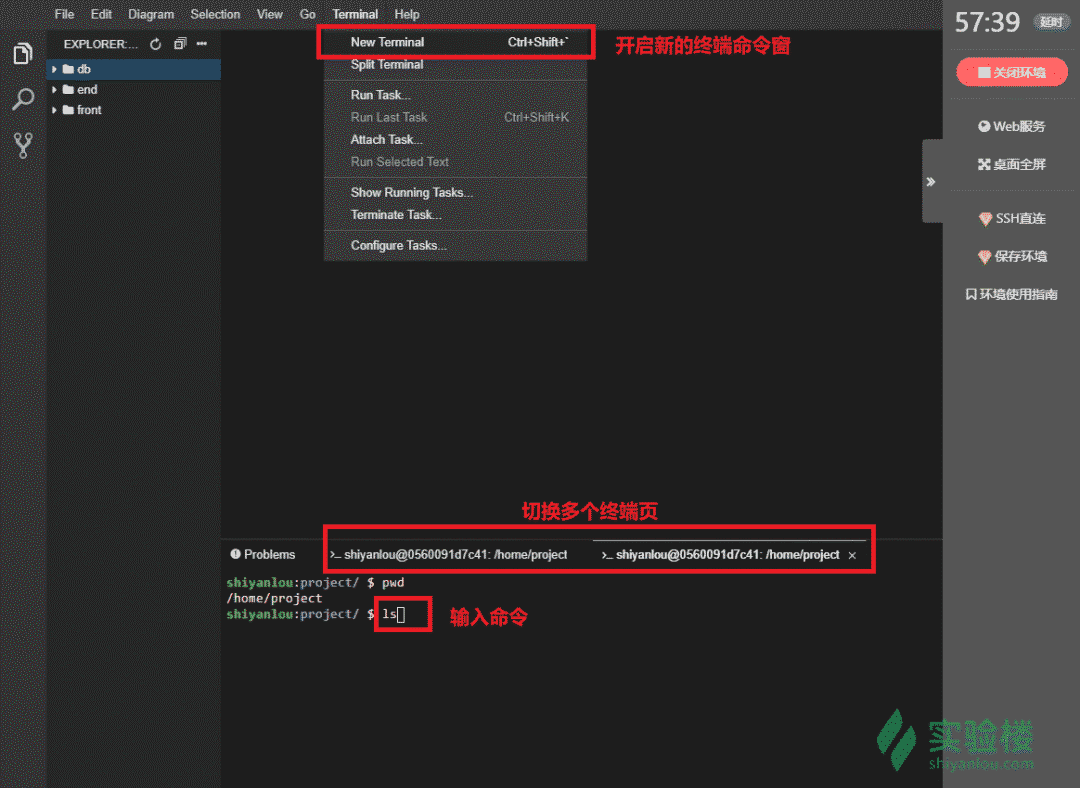 File Edit Diagram Selection View Go Terminal Help
57:39 延时
EXPLORER:...
db
end
front
New Terminal Ctrl+Shift+`
开启新的终端命令窗
Split Terminal
Run Task...
Run Last Task Ctrl+Shift+K
Attach Task...
Run Selected Text
Show Running Tasks...
Terminate Task...
Configure Tasks...
关闭环境
Web服务
桌面全屏
SSH直连
保存环境
环境使用指南
切换多个终端页
Problems
>_ shiyanlou@0560091d7c41: /home/project
>_ shiyanlou@0560091d7c41: /home/project ×
shiyanlou:project/ $ pwd
/home/project
shiyanlou:project/ $ ls
输入命令
实验楼
shiyanlou.com